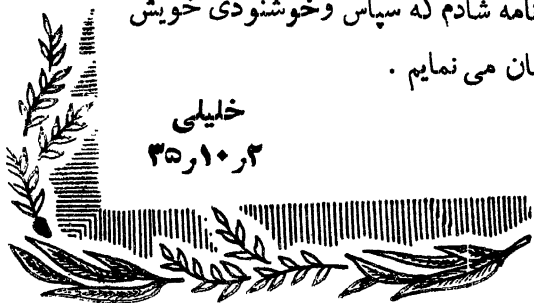 نامه شادم که سپاس وخوشنودی خویش
می نمایم .
خلیلی
۲ر۱۰ر۳۵